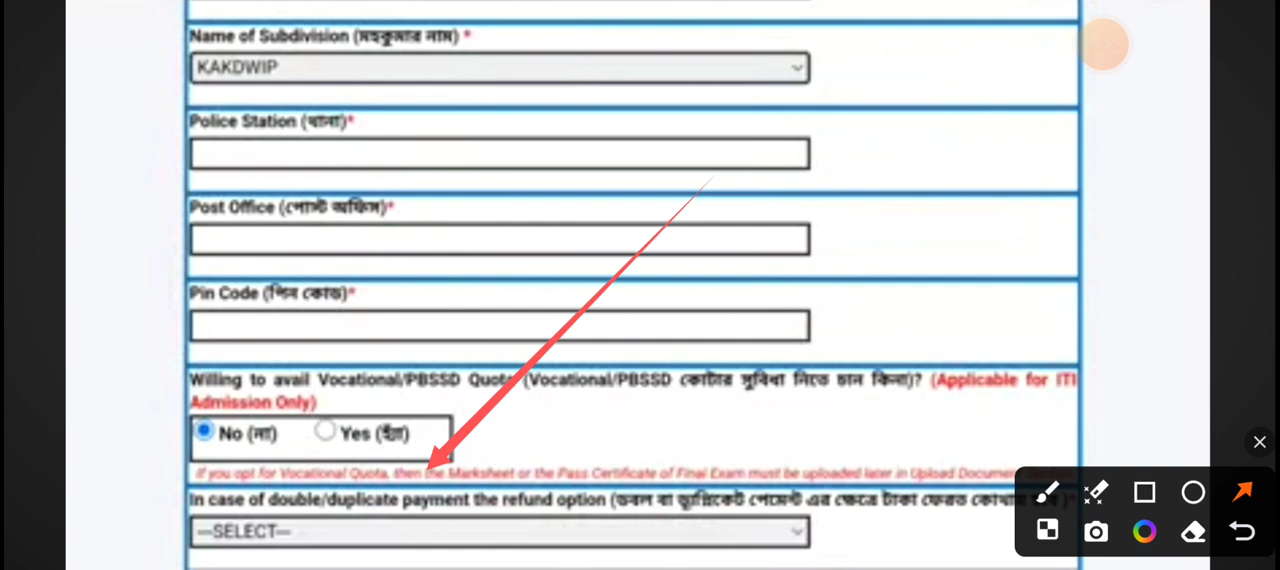 Name of Subdivision (মহকুমার নাম) *
KAKDWIP
Police Station (থানা)*
Post Office (পোস্ট অফিস)*
Pin Code (পিন কোড)*
Willing to avail Vocational/PBSSD Quota (Vocational/PBSSD কোটার সুবিধা নিতে চান কিনা)? (Applicable for ITI
Admission Only)
No (না) Yes (হ্যাঁ)
If you opt for Vocational Quota, then the Marksheet or the Pass Certificate of Final Exam must be uploaded later in Upload
In case of double/duplicate payment the refund option (ডবল বা ডুপ্লিকেট পেমেন্ট এর ক্ষেত্রে টাকা ফেরত
---SELECT---